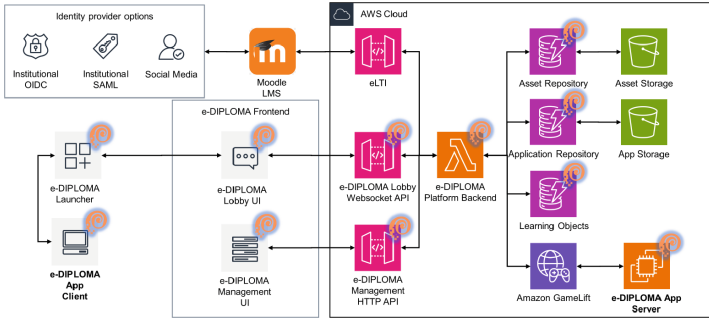 Identity provider options
Institutional
OIDC
Institutional
SAML
Social Media
Moodle
LMS
AWS Cloud
eLTI
Asset Repository
Asset Storage
e-DIPLOMA Frontend
e-DIPLOMA
Launcher
e-DIPLOMA
Lobby UI
e-DIPLOMA Lobby
Websocket API
e-DIPLOMA
Platform Backend
Application Repository
App Storage
Learning Objects
e-DIPLOMA
App
Client
e-DIPLOMA
Management
UI
e-DIPLOMA
Management
HTTP API
Amazon GameLift
e-DIPLOMA App
Server